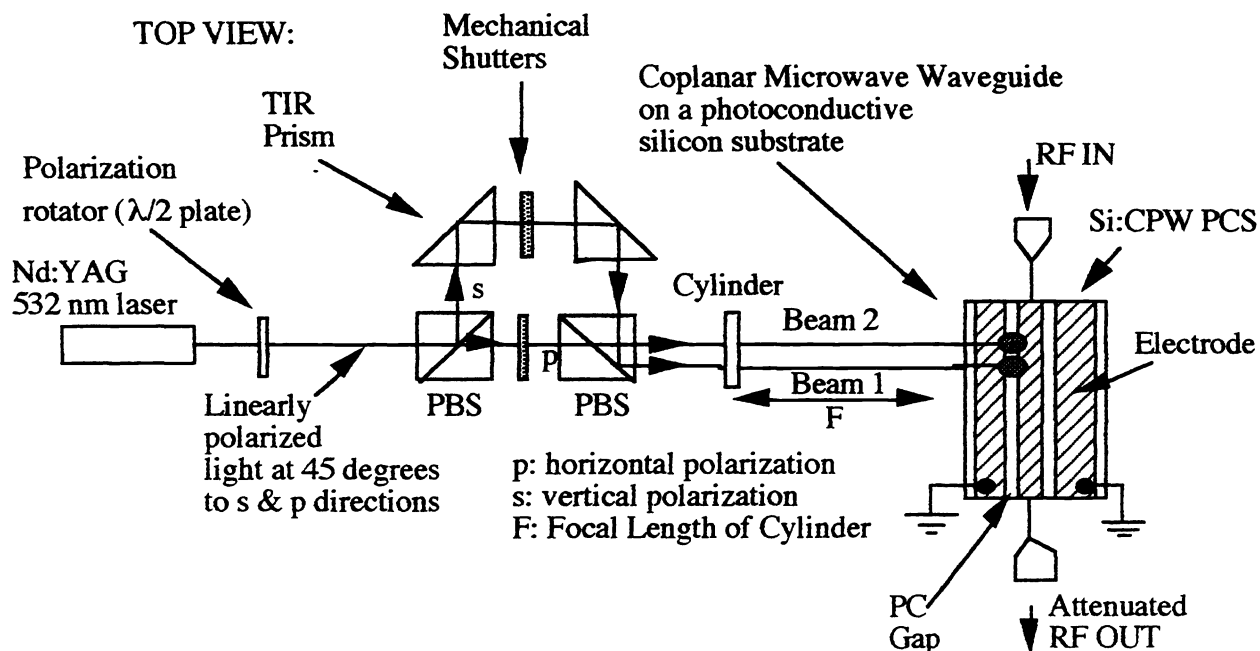 TOP VIEW:
Mechanical
Shutters
TIR
Prism
Polarization
rotator (λ/2 plate)
Nd:YAG
532 nm laser
Coplanar Microwave Waveguide
on a photoconductive
silicon substrate
RF IN
Si:CPW PCS
s
Cylinder
Beam 2
Electrode
p
Beam 1
F
PBS
PBS
Linearly
polarized
light at 45 degrees
to s & p directions
p: horizontal polarization
s: vertical polarization
F: Focal Length of Cylinder
PC
Gap
Attenuated
RF OUT